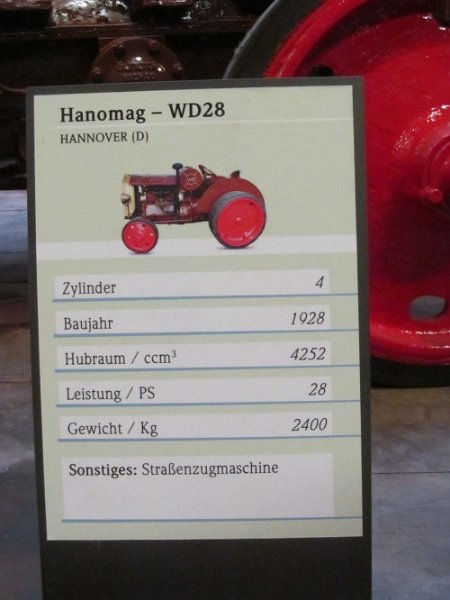 Hanomag – WD28
HANNOVER (D)
Zylinder 4
Baujahr 1928
Hubraum / ccm³ 4252
Leistung / PS 28
Gewicht / Kg 2400
Sonstiges: Straßenzugmaschine